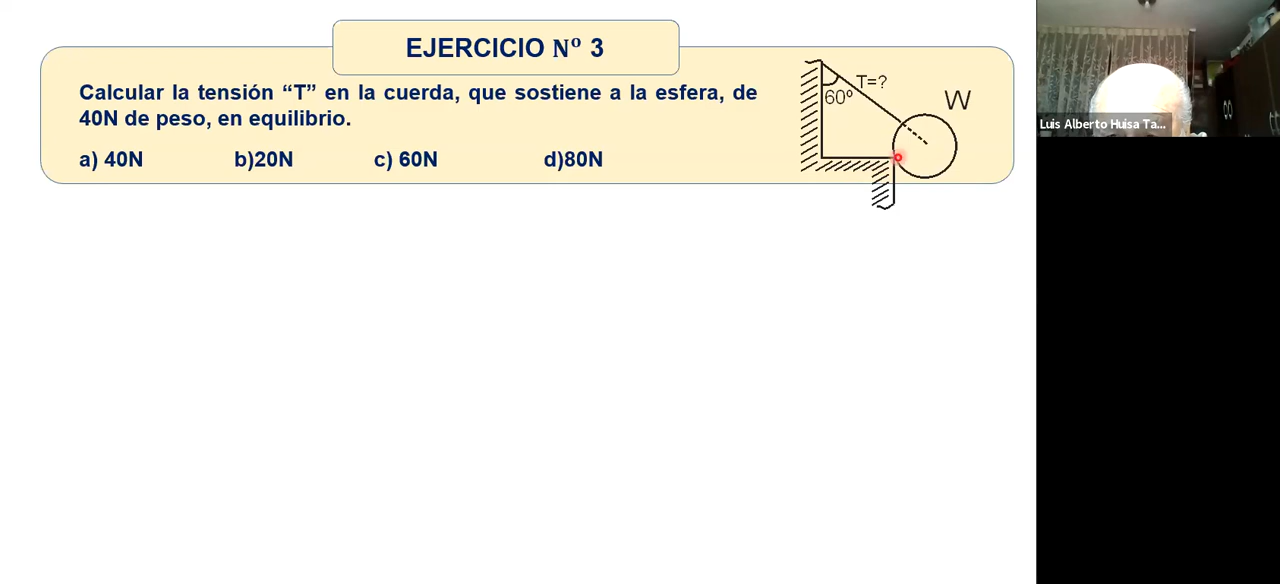 EJERCICIO Nº 3
Calcular la tensión “T” en la cuerda, que sostiene a la esfera, de
40N de peso, en equilibrio.
a) 40N b)20N c) 60N d)80N
T=?
60º
W
Luis Alberto Huisa Ta...